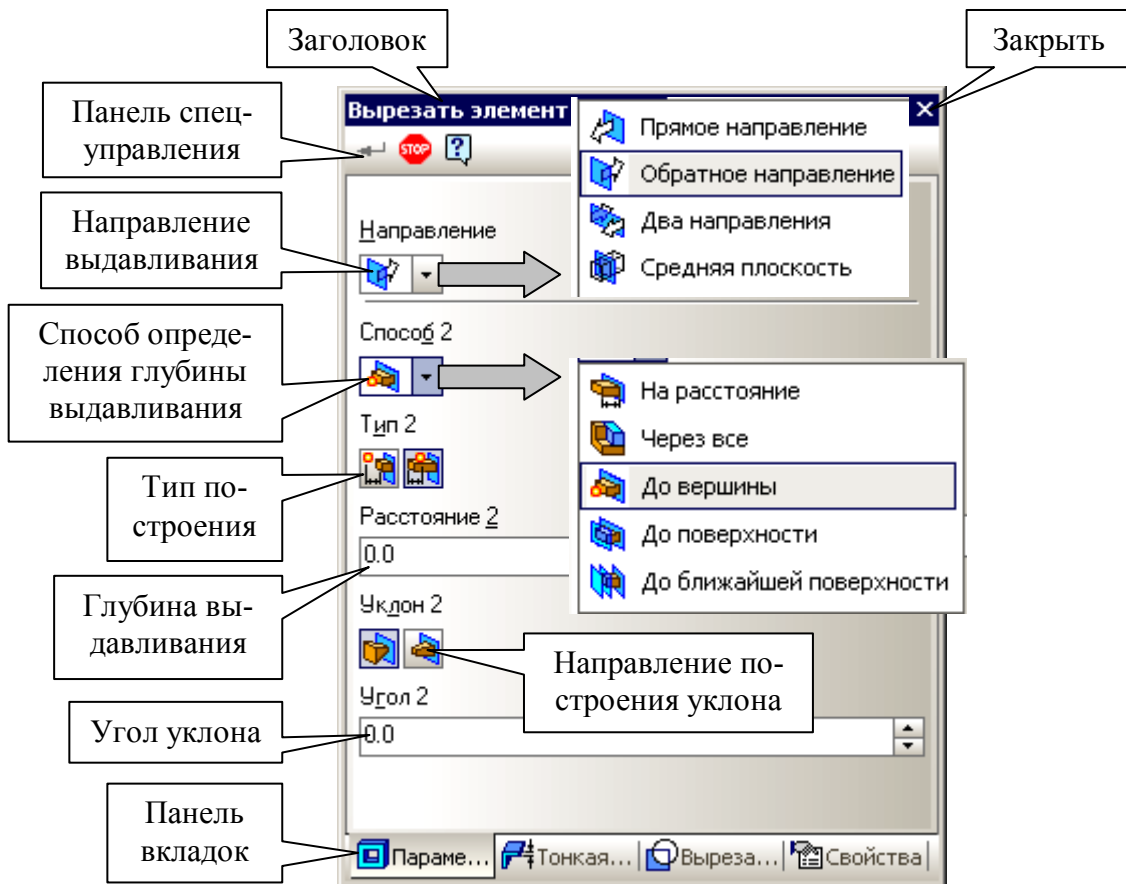 Заголовок
Закрыть
Панель спец-
управления
Вырезать элемент
STOP
?
Прямое направление
Обратное направление
Два направления
Средняя плоскость
Направление
выдавливания
Направление
Способ опреде-
ления глубины
выдавливания
Способ 2
На расстояние
Через все
До вершины
До поверхности
До ближайшей поверхности
Тип 2
Тип по-
строения
Расстояние 2
0.0
Глубина вы-
давливания
Уклон 2
Направление по-
строения уклона
Угол 2
Угол уклона
0.0
Панель
вкладок
Параме... Тонкая... Выреза... Свойства